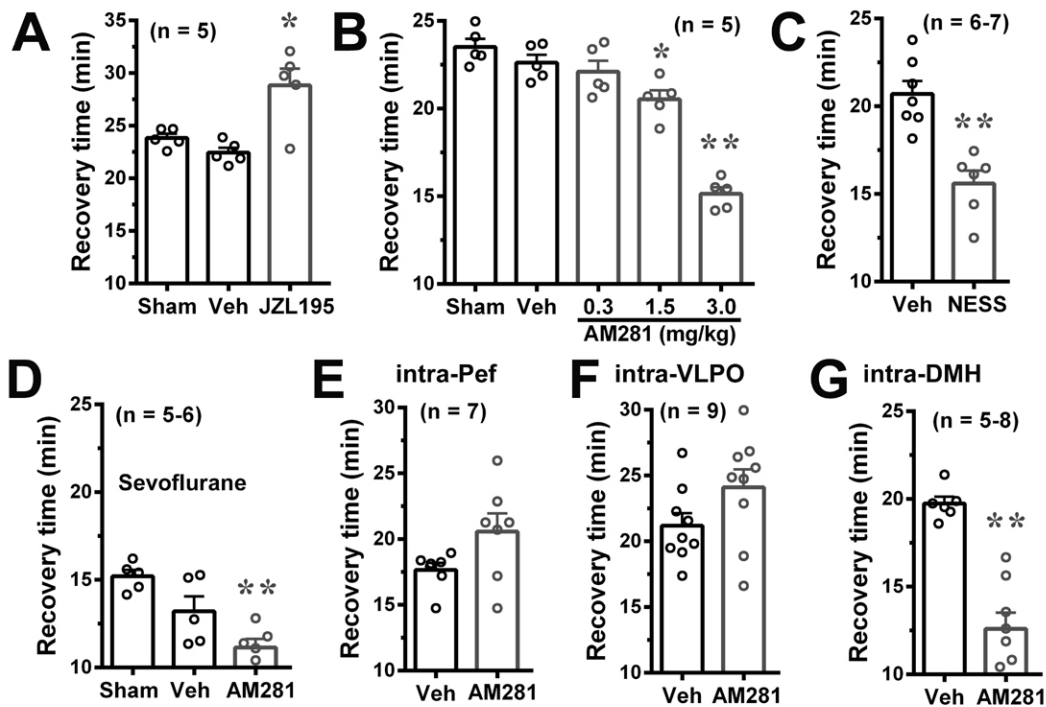 A
Recovery time (min)
35
30
25
20
15
10
(n = 5)
*
Sham Veh JZL195
B
Recovery time (min)
25
20
15
10
(n = 5)
*
**
Sham Veh 0.3 1.5 3.0
AM281 (mg/kg)
C
Recovery time (min)
25
20
15
10
(n = 6-7)
**
Veh NESS
D
Recovery time (min)
25
20
15
10
(n = 5-6)
Sevoflurane
**
Sham Veh AM281
E
intra-Pef
Recovery time (min)
30
25
20
15
10
(n = 7)
Veh AM281
F
intra-VLPO
Recovery time (min)
30
25
20
15
10
(n = 9)
Veh AM281
G
intra-DMH
Recovery time (min)
25
20
15
10
(n = 5-8)
**
Veh AM281